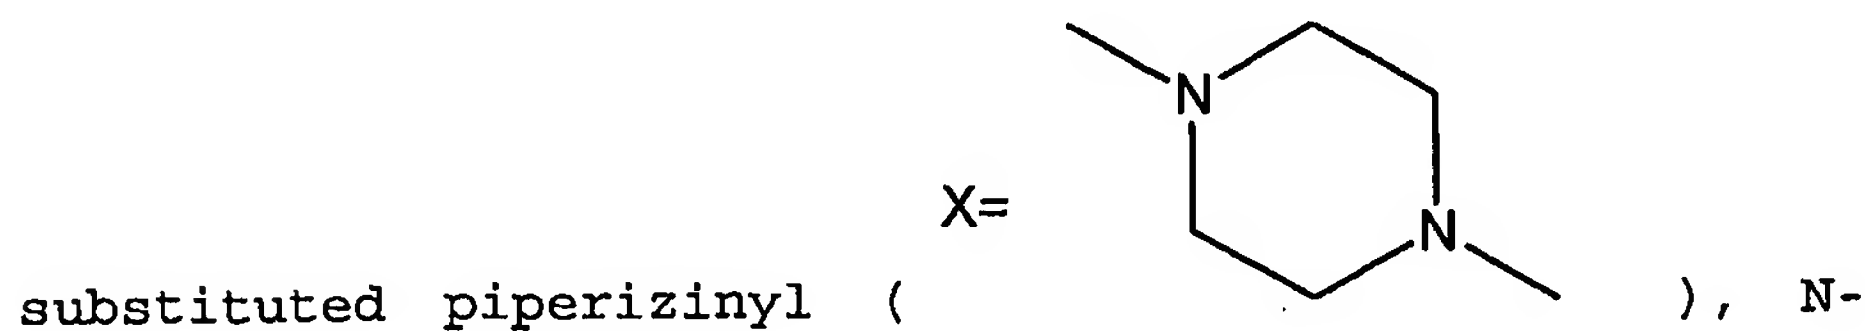 N
X=
N
substituted piperizinyl ( ), N-